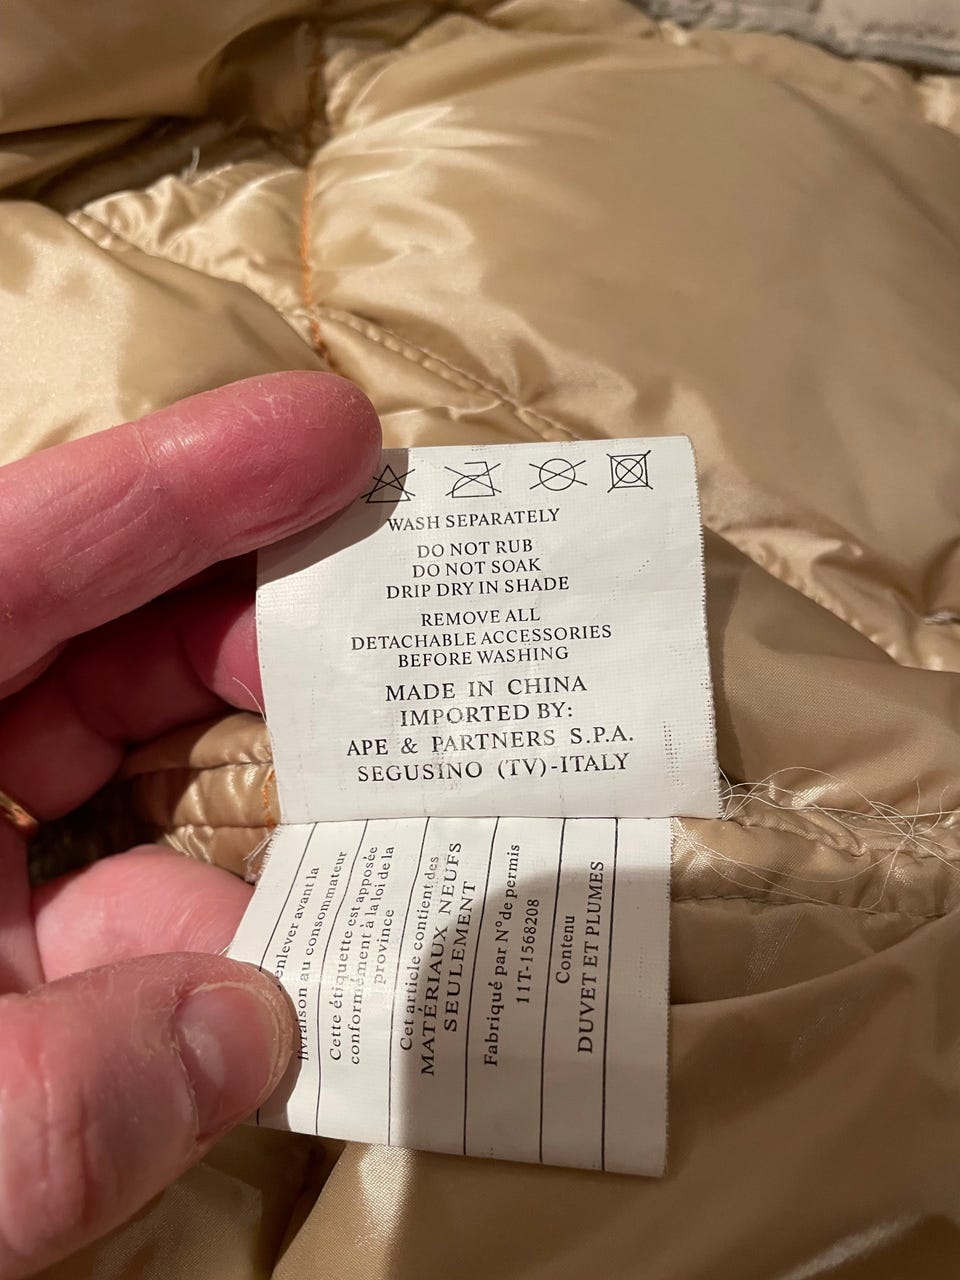 WASH SEPARATELY
DO NOT RUB
DO NOT SOAK
DRIP DRY IN SHADE
REMOVE ALL
DETACHABLE ACCESSORIES
BEFORE WASHING
MADE IN CHINA
IMPORTED BY:
APE & PARTNERS S.P.A.
SEGUSINO (TV)-ITALY
enlever avant la
livraison au consommateur
Cette étiquette est apposée
conformément à la loi de la
province
Cet article contient des
MATÉRIAUX NEUFS
SEULEMENT
Fabriqué par N° de permis
11T-1568208
Contenu
DUVET ET PLUMES